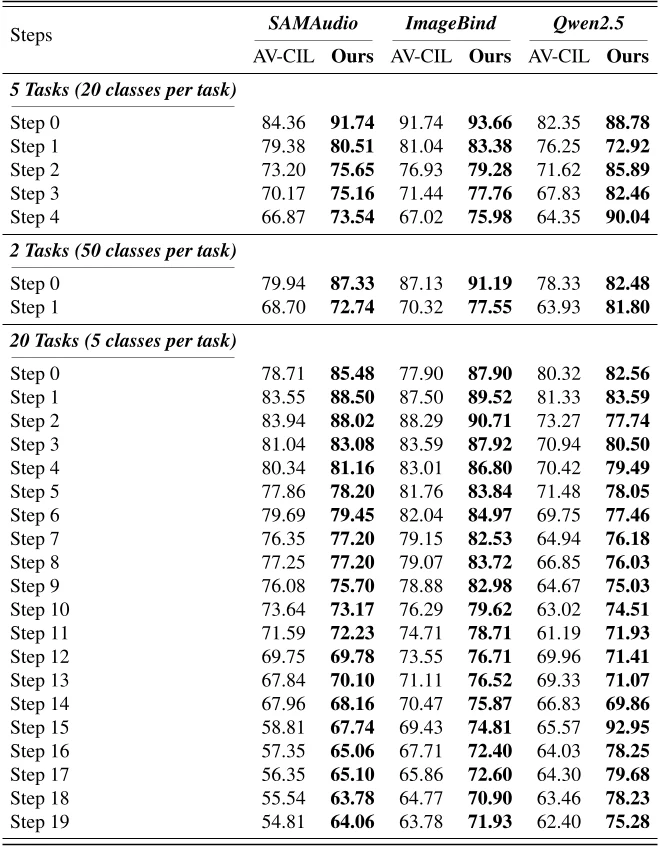 Steps SAMAudio ImageBind Qwen2.5
AV-CIL Ours AV-CIL Ours AV-CIL Ours
5 Tasks (20 classes per task)
Step 0 84.36 91.74 91.74 93.66 82.35 88.78
Step 1 79.38 80.51 81.04 83.38 76.25 72.92
Step 2 73.20 75.65 76.93 79.28 71.62 85.89
Step 3 70.17 75.16 71.44 77.76 67.83 82.46
Step 4 66.87 73.54 67.02 75.98 64.35 90.04
2 Tasks (50 classes per task)
Step 0 79.94 87.33 87.13 91.19 78.33 82.48
Step 1 68.70 72.74 70.32 77.55 63.93 81.80
20 Tasks (5 classes per task)
Step 0 78.71 85.48 77.90 87.90 80.32 82.56
Step 1 83.55 88.50 87.50 89.52 81.33 83.59
Step 2 83.94 88.02 88.29 90.71 73.27 77.74
Step 3 81.04 83.08 83.59 87.92 70.94 80.50
Step 4 80.34 81.16 83.01 86.80 70.42 79.49
Step 5 77.86 78.20 81.76 83.84 71.48 78.05
Step 6 79.69 79.45 82.04 84.97 69.75 77.46
Step 7 76.35 77.20 79.15 82.53 64.94 76.18
Step 8 77.25 77.20 79.07 83.72 66.85 76.03
Step 9 76.08 75.70 78.88 82.98 64.67 75.03
Step 10 73.64 73.17 76.29 79.62 63.02 74.51
Step 11 71.59 72.23 74.71 78.71 61.19 71.93
Step 12 69.75 69.78 73.55 76.71 69.96 71.41
Step 13 67.84 70.10 71.11 76.52 69.33 71.07
Step 14 67.96 68.16 70.47 75.87 66.83 69.86
Step 15 58.81 67.74 69.43 74.81 65.57 92.95
Step 16 57.35 65.06 67.71 72.40 64.03 78.25
Step 17 56.35 65.10 65.86 72.60 64.30 79.68
Step 18 55.54 63.78 64.77 70.90 63.46 78.23
Step 19 54.81 64.06 63.78 71.93 62.40 75.28